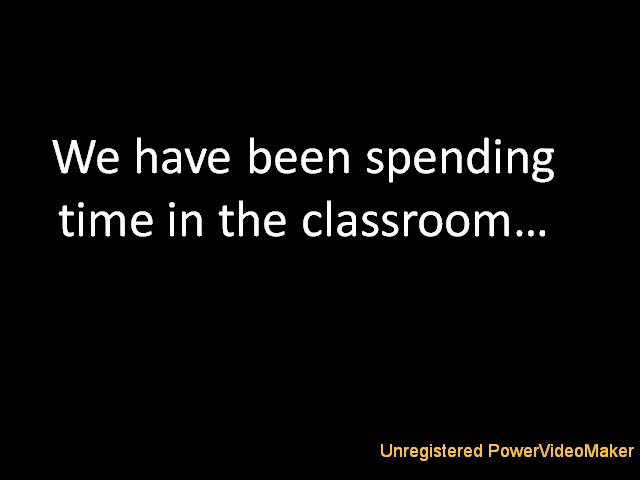 We have been spending
time in the classroom…
Unregistered PowerVideoMaker